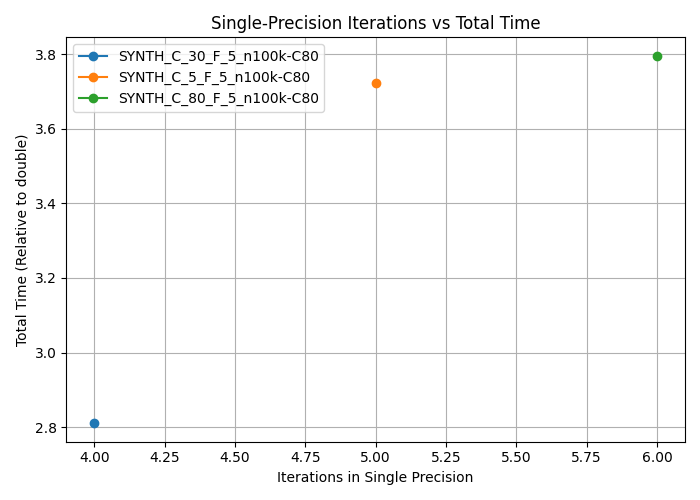 Single-Precision Iterations vs Total Time
SYNTH_C_30_F_5_n100k-C80
SYNTH_C_5_F_5_n100k-C80
SYNTH_C_80_F_5_n100k-C80
Total Time (Relative to double)
3.8
3.6
3.4
3.2
3.0
2.8
4.00 4.25 4.50 4.75 5.00 5.25 5.50 5.75 6.00
Iterations in Single Precision